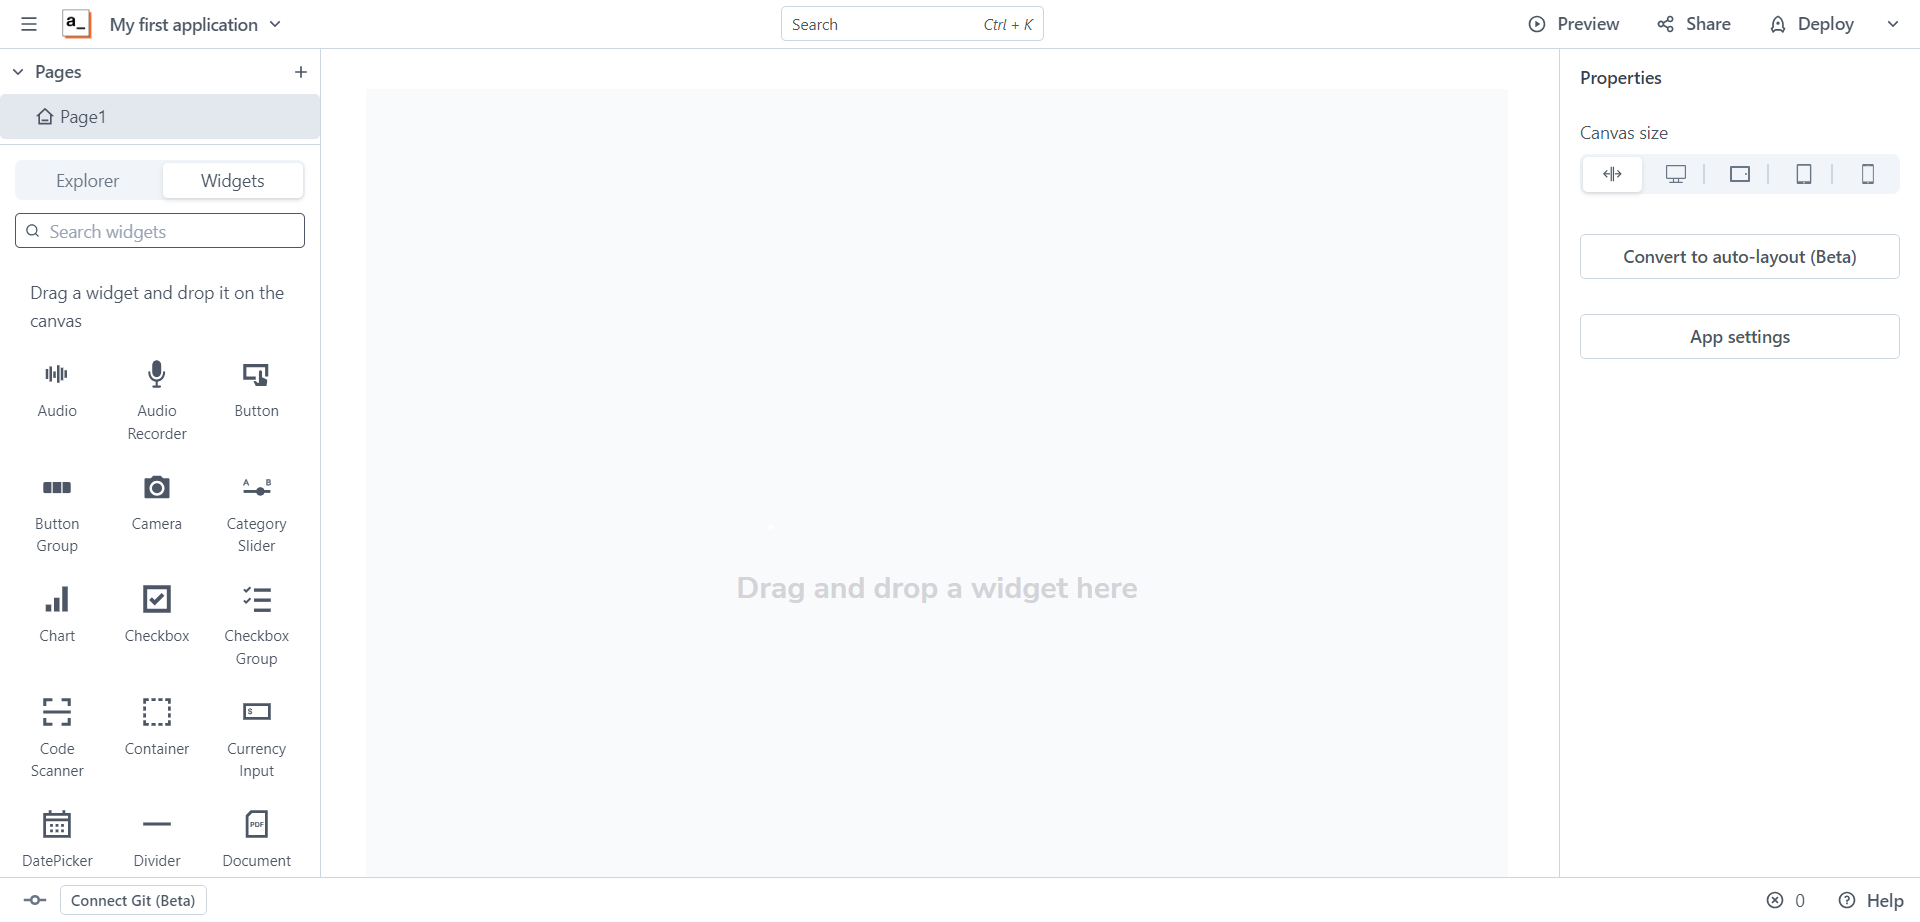 a_
My first application
Search
Ctrl + K
Preview
Share
Deploy
Pages
Page1
Explorer
Widgets
Search widgets
Drag a widget and drop it on the
canvas
Audio
Audio
Recorder
Button
Button
Group
Camera
A B
Category
Slider
Chart
Checkbox
Checkbox
Group
Code
Scanner
Container
$
Currency
Input
DatePicker
Divider
PDF
Document
Drag and drop a widget here
Properties
Canvas size
Convert to auto-layout (Beta)
App settings
Connect Git (Beta)
0
Help